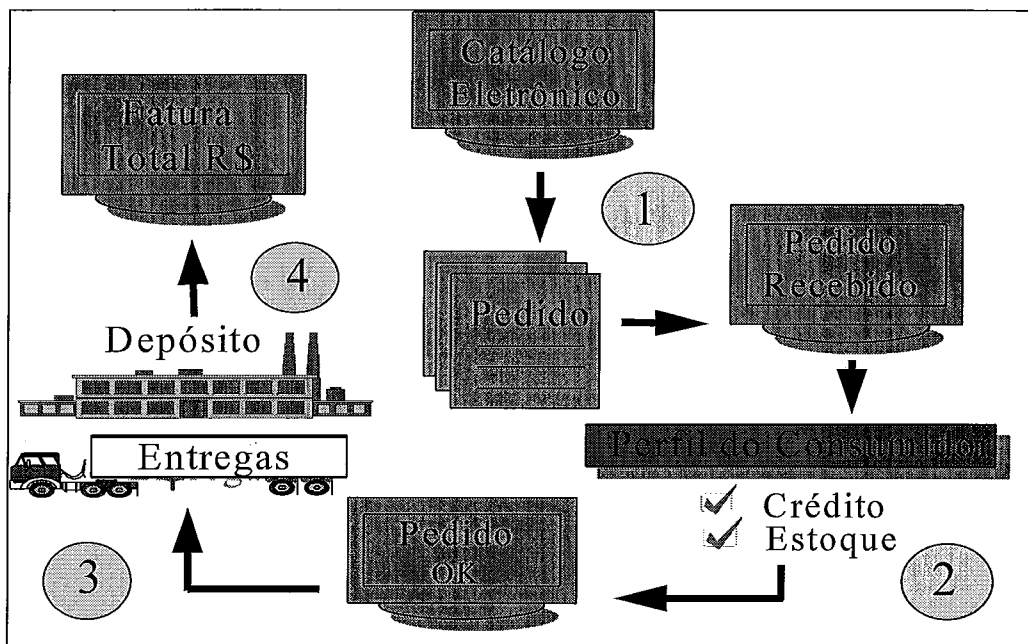 Catálogo
Eletrônico
1
Pedido
Pedido
Recebido
Perfil do Consumidor
Crédito
Estoque
2
Pedido
OK
3
Entregas
Depósito
4
Fatura
Total R$